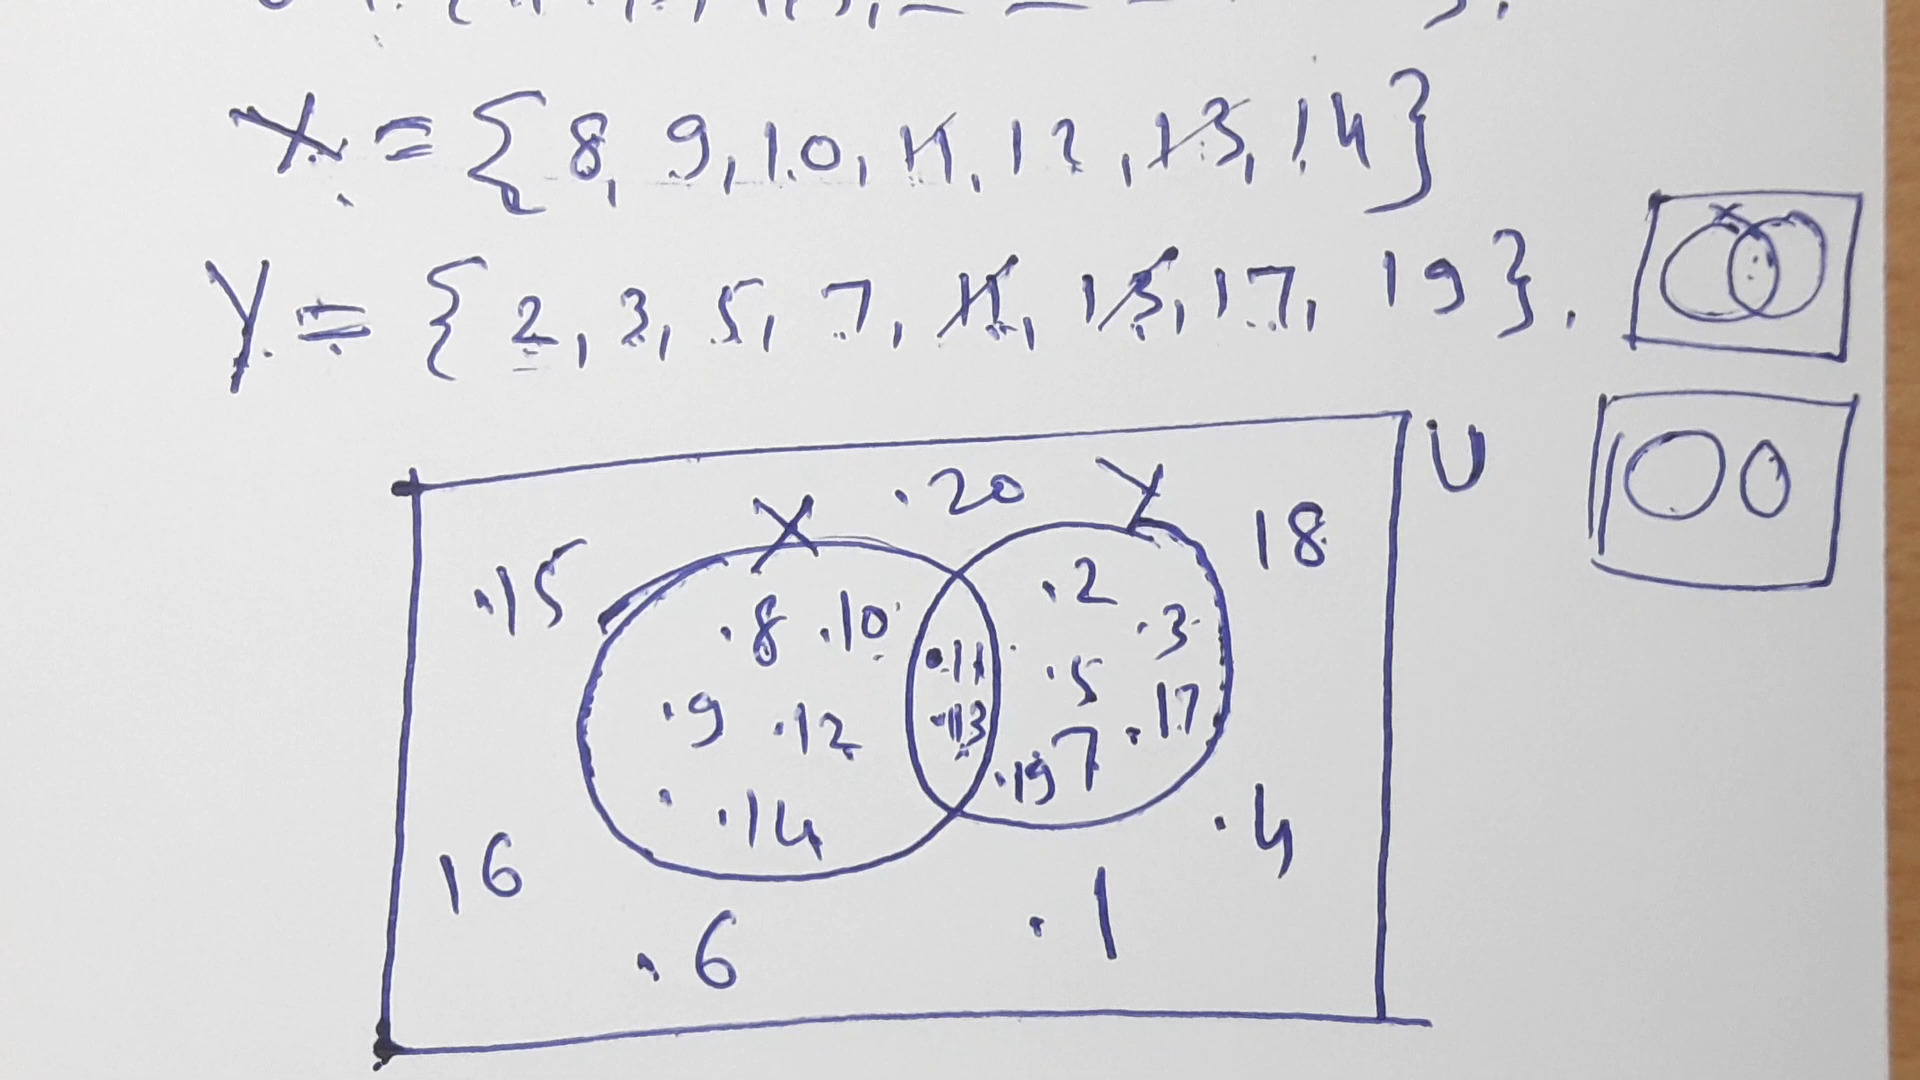 X = {8, 9, 10, 11, 12, 13, 14}
Y = {2, 3, 5, 7, 11, 13, 17, 19}.
X
U
X
Y
.20
18
.15
.8 .10
.2
.3
.11
.5
.9 .12
.13
.17
.19 7
.14
.4
16
.6
.1